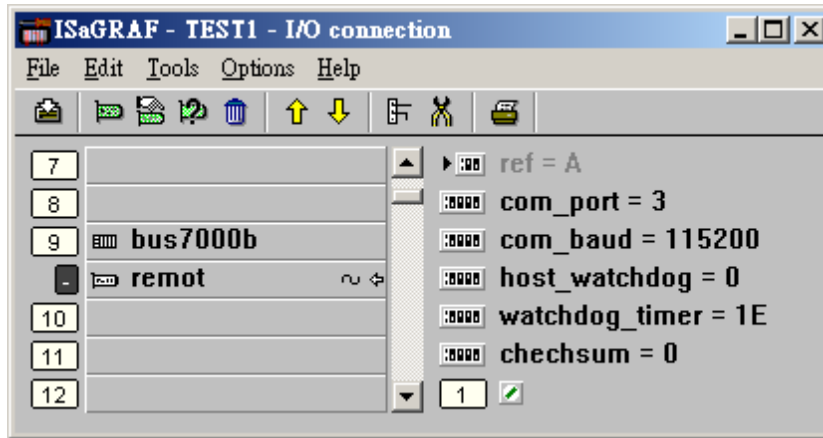 ISaGRAF - TEST1 - I/O connection
File Edit Tools Options Help
7
8
9 bus7000b
- remot
10
11
12
ref = A
com_port = 3
com_baud = 115200
host_watchdog = 0
watchdog_timer = 1E
chechsum = 0
1